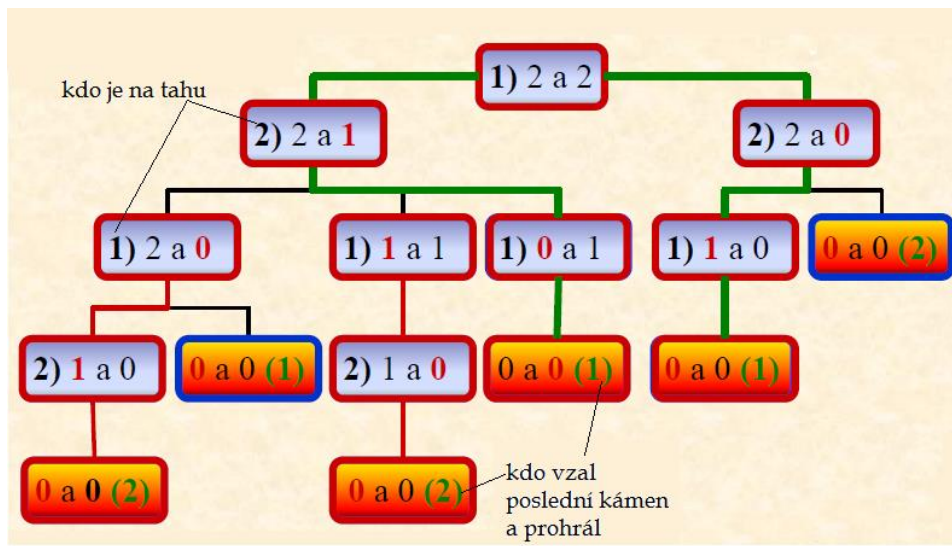 1) 2 a 2
kdo je na tahu
2) 2 a 1
2) 2 a 0
1) 2 a 0
1) 1 a 1
1) 0 a 1
1) 1 a 0
0 a 0 (2)
2) 1 a 0
0 a 0 (1)
2) 1 a 0
0 a 0 (1)
0 a 0 (1)
0 a 0 (2)
0 a 0 (2)
kdo vzal
poslední kámen
a prohrál